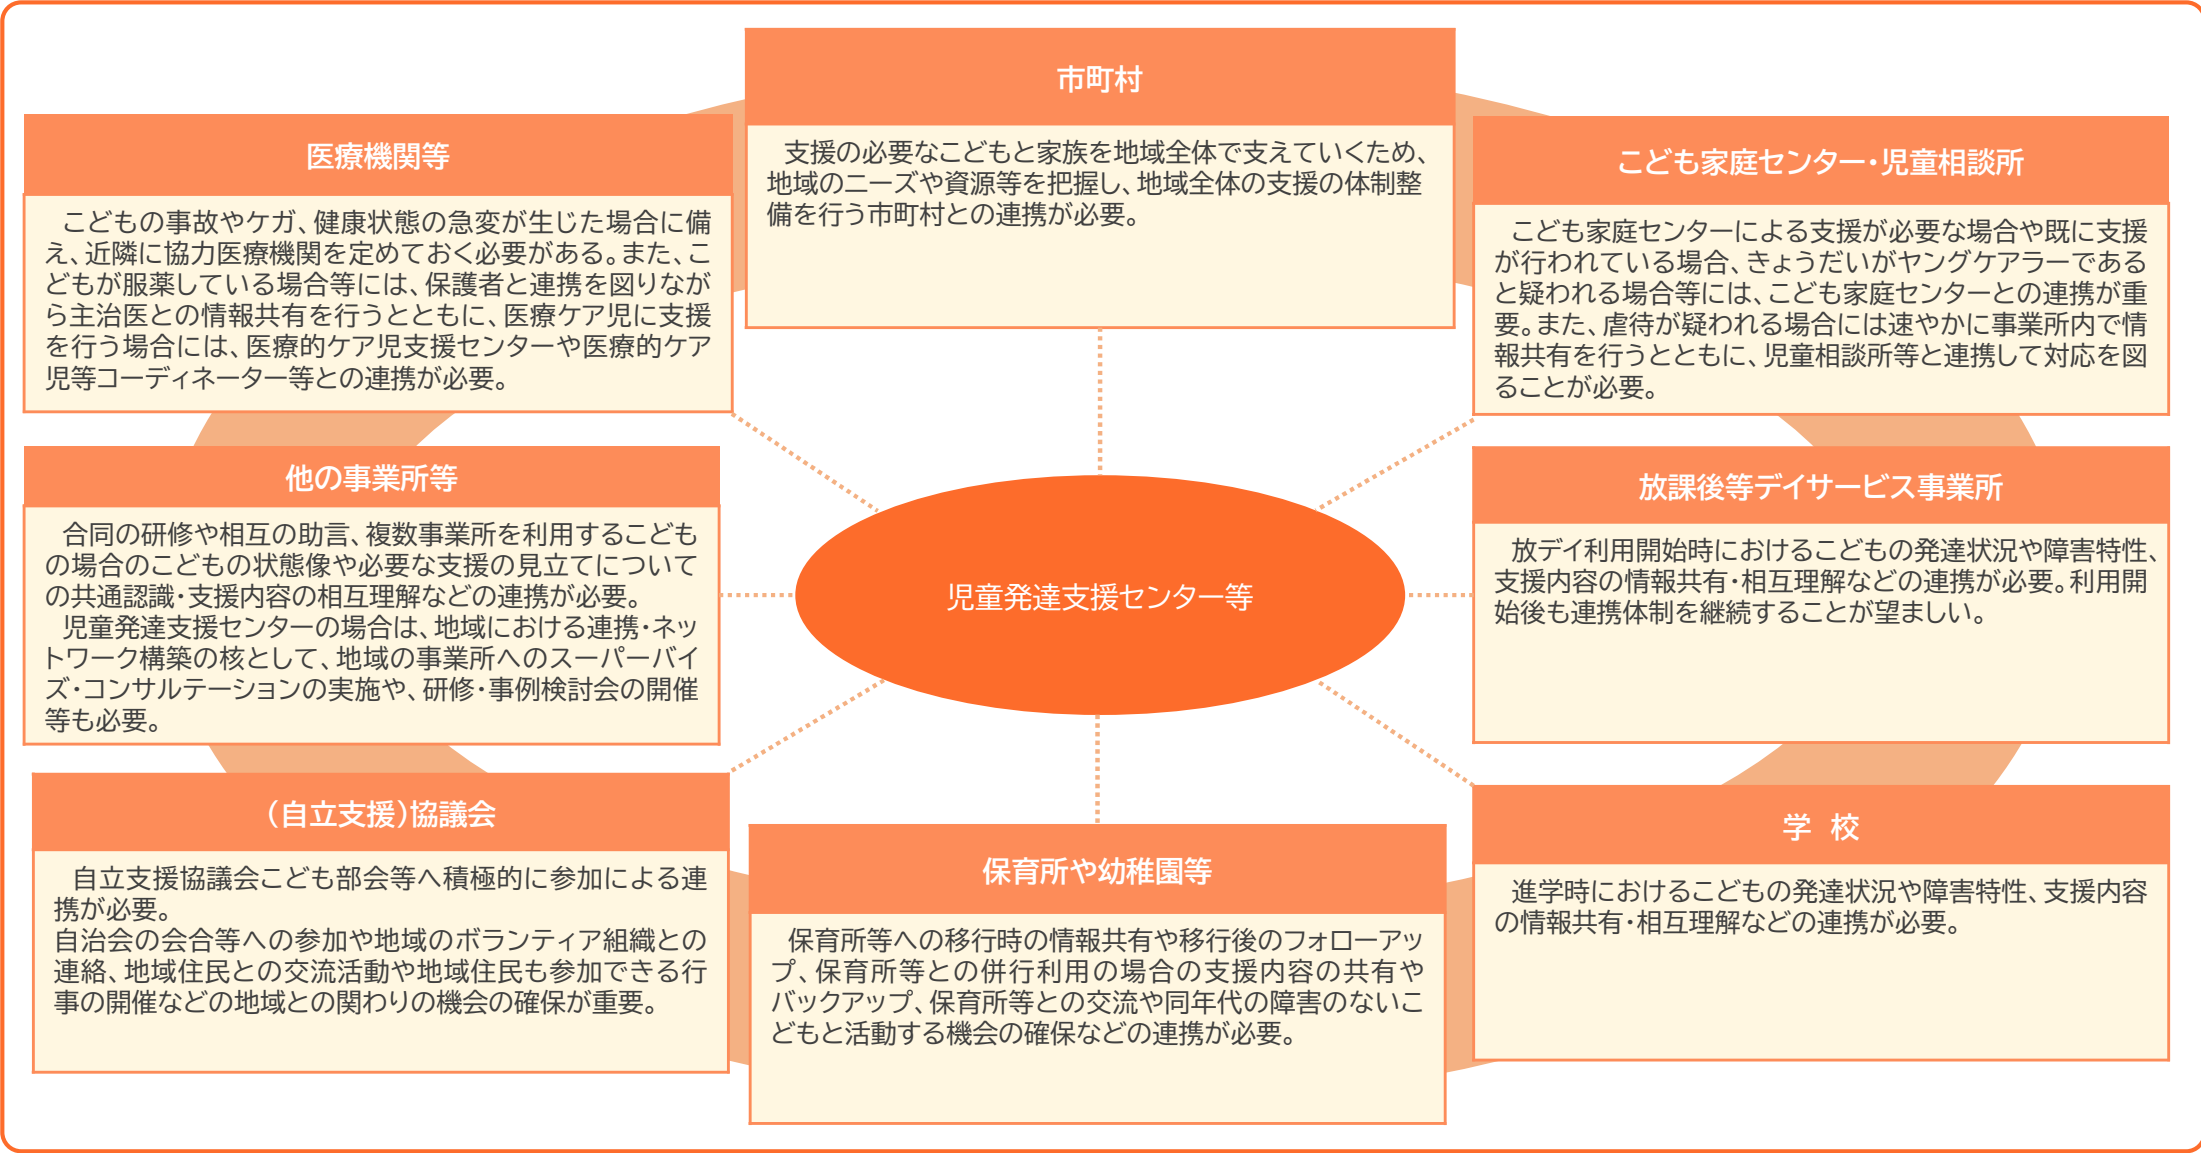 市町村
支援の必要なこどもと家族を地域全体で支えていくため、
地域のニーズや資源等を把握し、地域全体の支援の体制整
備を行う市町村との連携が必要。
医療機関等
こどもの事故やケガ、健康状態の急変が生じた場合に備
え、近隣に協力医療機関を定めておく必要がある。また、こ
どもが服薬している場合等には、保護者と連携を図りなが
ら主治医との情報共有を行うとともに、医療ケア児に支援
を行う場合には、医療的ケア児支援センターや医療的ケア
児等コーディネーター等との連携が必要。
こども家庭センター・児童相談所
こども家庭センターによる支援が必要な場合や既に支援
が行われている場合、きょうだいがヤングケアラーである
と疑われる場合等には、こども家庭センターとの連携が重
要。また、虐待が疑われる場合には速やかに事業所内で情
報共有を行うとともに、児童相談所等と連携して対応を図
ることが必要。
他の事業所等
合同の研修や相互の助言、複数事業所を利用するこども
の場合のこどもの状態像や必要な支援の見立てについて
の共通認識・支援内容の相互理解などの連携が必要。
児童発達支援センターの場合は、地域における連携・ネッ
トワーク構築の核として、地域の事業所へのスーパーバイ
ズ・コンサルテーションの実施や、研修・事例検討会の開催
等も必要。
児童発達支援センター等
放課後等デイサービス事業所
放デイ利用開始時におけるこどもの発達状況や障害特性、
支援内容の情報共有・相互理解などの連携が必要。利用開
始後も連携体制を継続することが望ましい。
(自立支援)協議会
自立支援協議会こども部会等へ積極的に参加による連
携が必要。
自治会の会合等への参加や地域のボランティア組織との
連絡、地域住民との交流活動や地域住民も参加できる行
事の開催などの地域との関わりの機会の確保が重要。
保育所や幼稚園等
保育所等への移行時の情報共有や移行後のフォローアッ
プ、保育所等との併行利用の場合の支援内容の共有や
バックアップ、保育所等との交流や同年代の障害のないこ
どもと活動する機会の確保などの連携が必要。
学 校
進学時におけるこどもの発達状況や障害特性、支援内容
の情報共有・相互理解などの連携が必要。